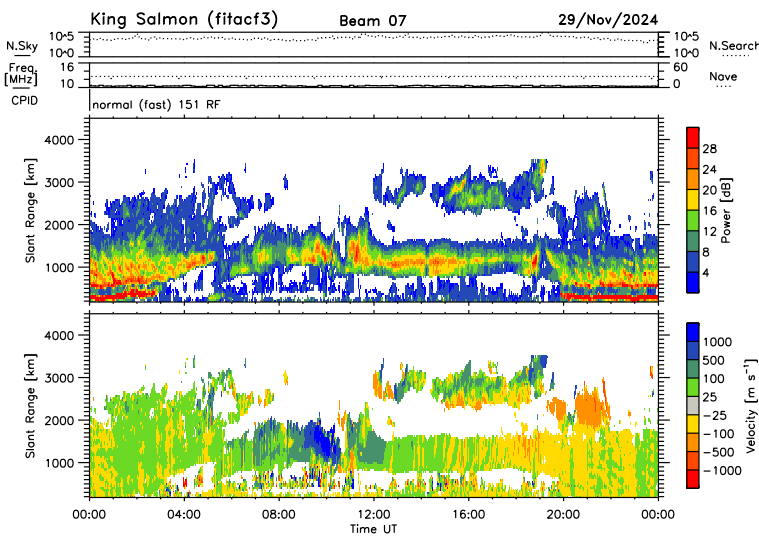 King Salmon (fitacf3) Beam 07 29/Nov/2024
N.Sky 10^5 10^0 10^5 10^0 N.Search
Freq. [MHz] 16 10 60 0 Nave
CPID normal (fast) 151 RF
Slant Range [km] 4000 3000 2000 1000
Power [dB] 28 24 20 16 12 8 4
Slant Range [km] 4000 3000 2000 1000
Velocity [m s⁻¹] 1000 500 100 25 −25 −100 −500 −1000
00:00 04:00 08:00 12:00 16:00 20:00 00:00
Time UT